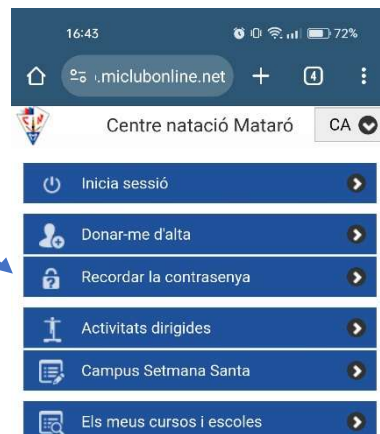 16:43 72%
.miclubonline.net + 4
Centre natació Mataró CA
Inicia sessió
Donar-me d'alta
Recordar la contrasenya
Activitats dirigides
Campus Setmana Santa
Els meus cursos i escoles